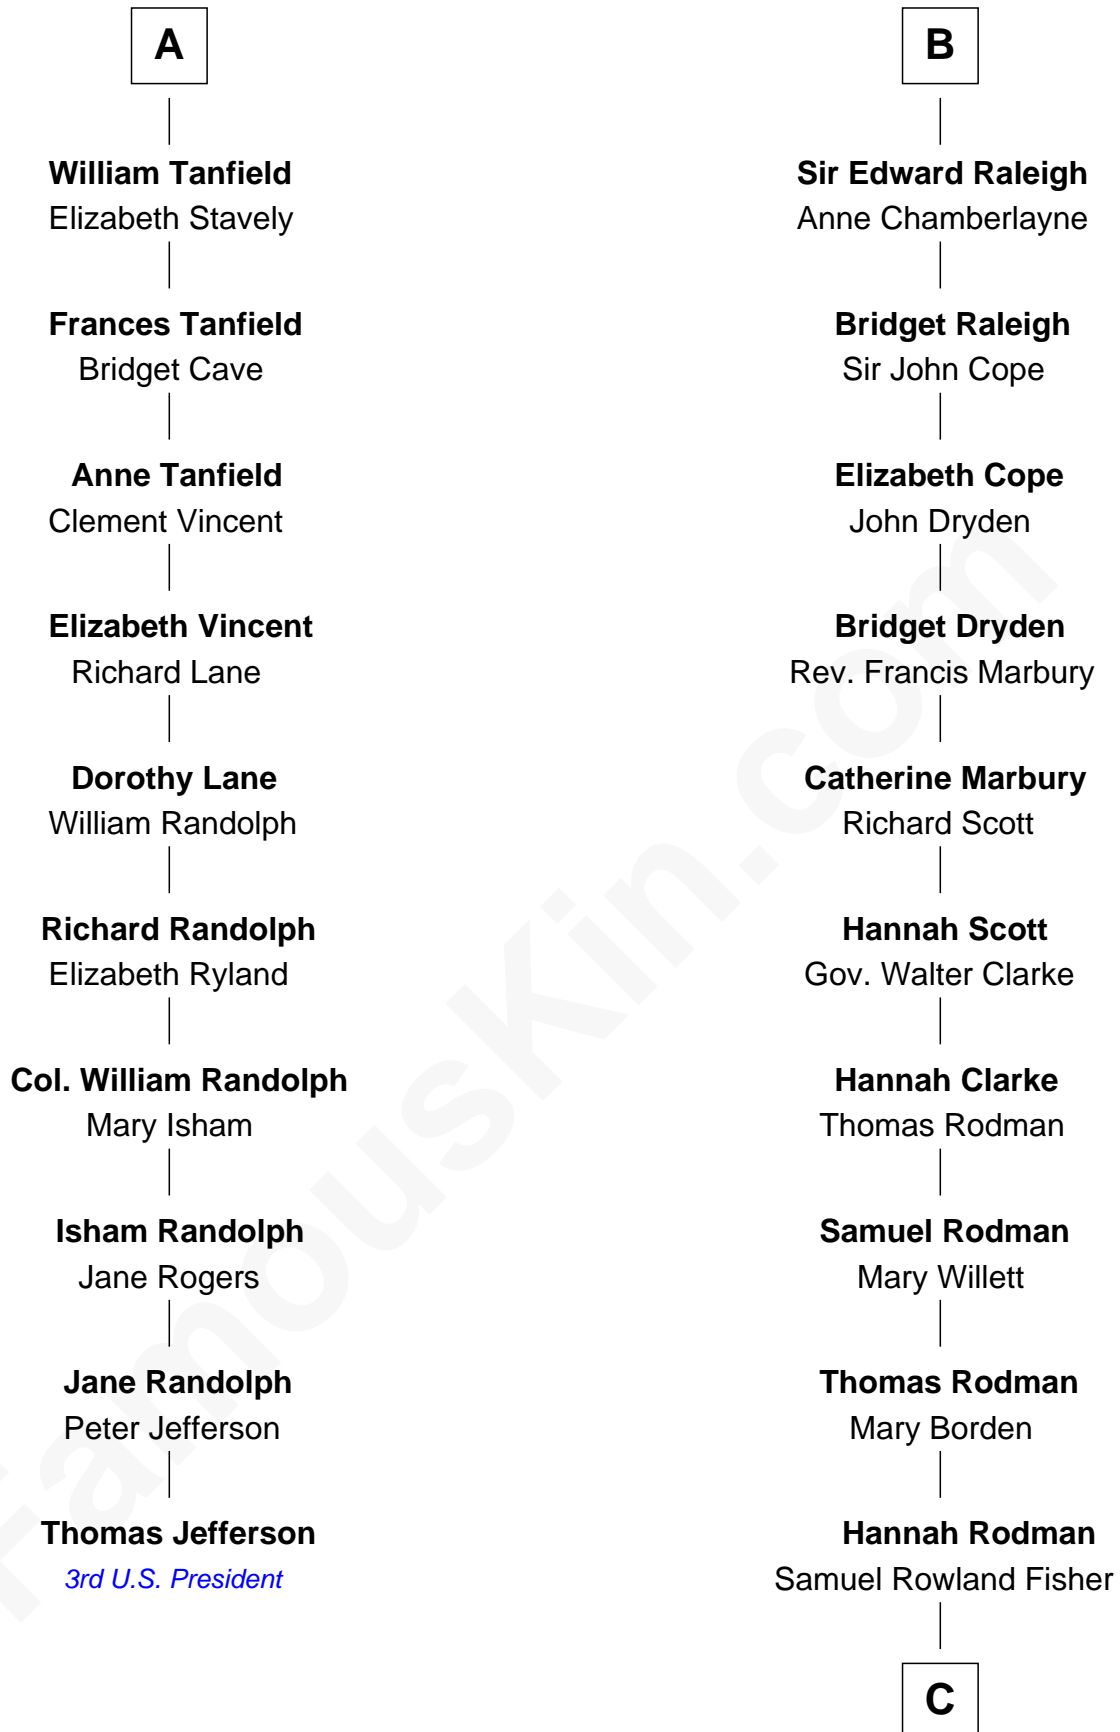 A
William Tanfield
Elizabeth Stavely
Frances Tanfield
Bridget Cave
Anne Tanfield
Clement Vincent
Elizabeth Vincent
Richard Lane
Dorothy Lane
William Randolph
Richard Randolph
Elizabeth Ryland
Col. William Randolph
Mary Isham
Isham Randolph
Jane Rogers
Jane Randolph
Peter Jefferson
Thomas Jefferson
3rd U.S. President
B
Sir Edward Raleigh
Anne Chamberlayne
Bridget Raleigh
Sir John Cope
Elizabeth Cope
John Dryden
Bridget Dryden
Rev. Francis Marbury
Catherine Marbury
Richard Scott
Hannah Scott
Gov. Walter Clarke
Hannah Clarke
Thomas Rodman
Samuel Rodman
Mary Willett
Thomas Rodman
Mary Borden
Hannah Rodman
Samuel Rowland Fisher
C
FamousKin.com